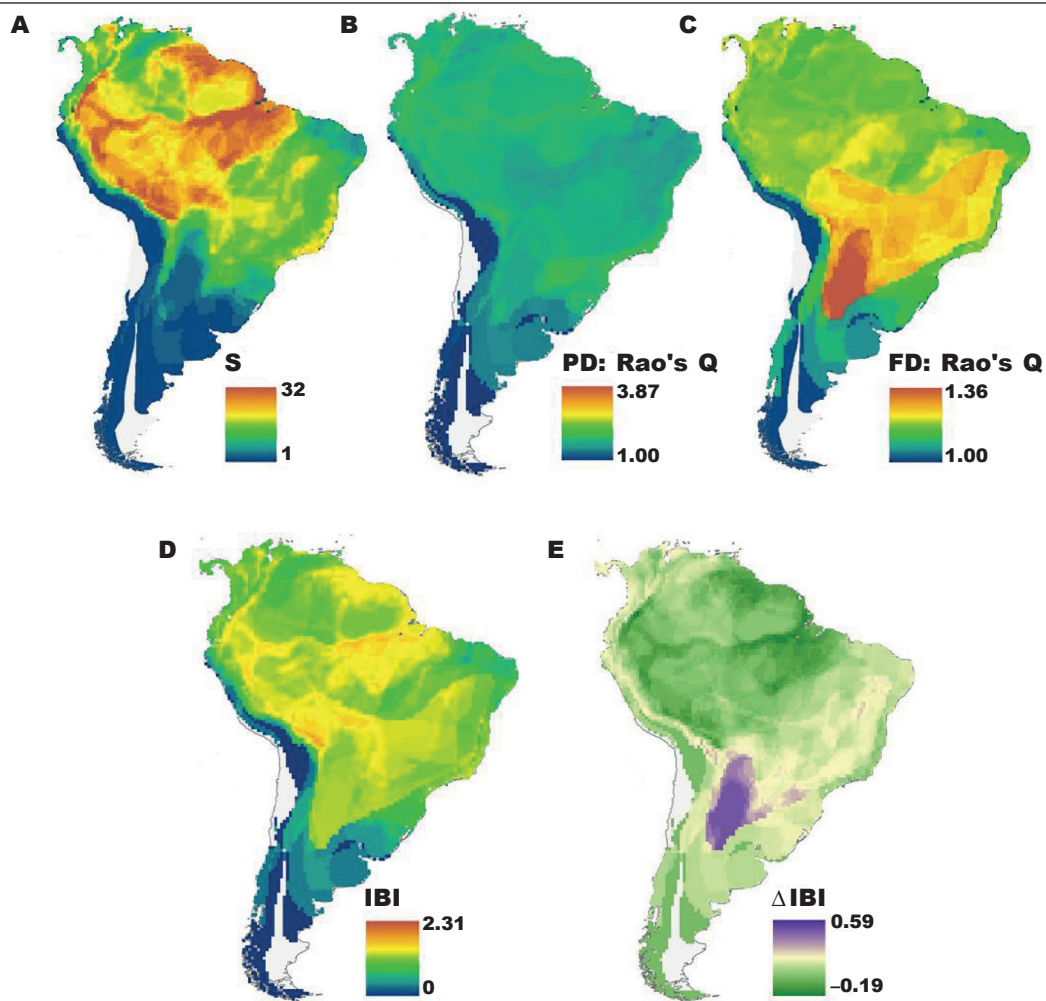 A
B
C
S
32
1
PD: Rao's Q
3.87
1.00
FD: Rao's Q
1.36
1.00
D
E
IBI
2.31
0
ΔIBI
0.59
–0.19